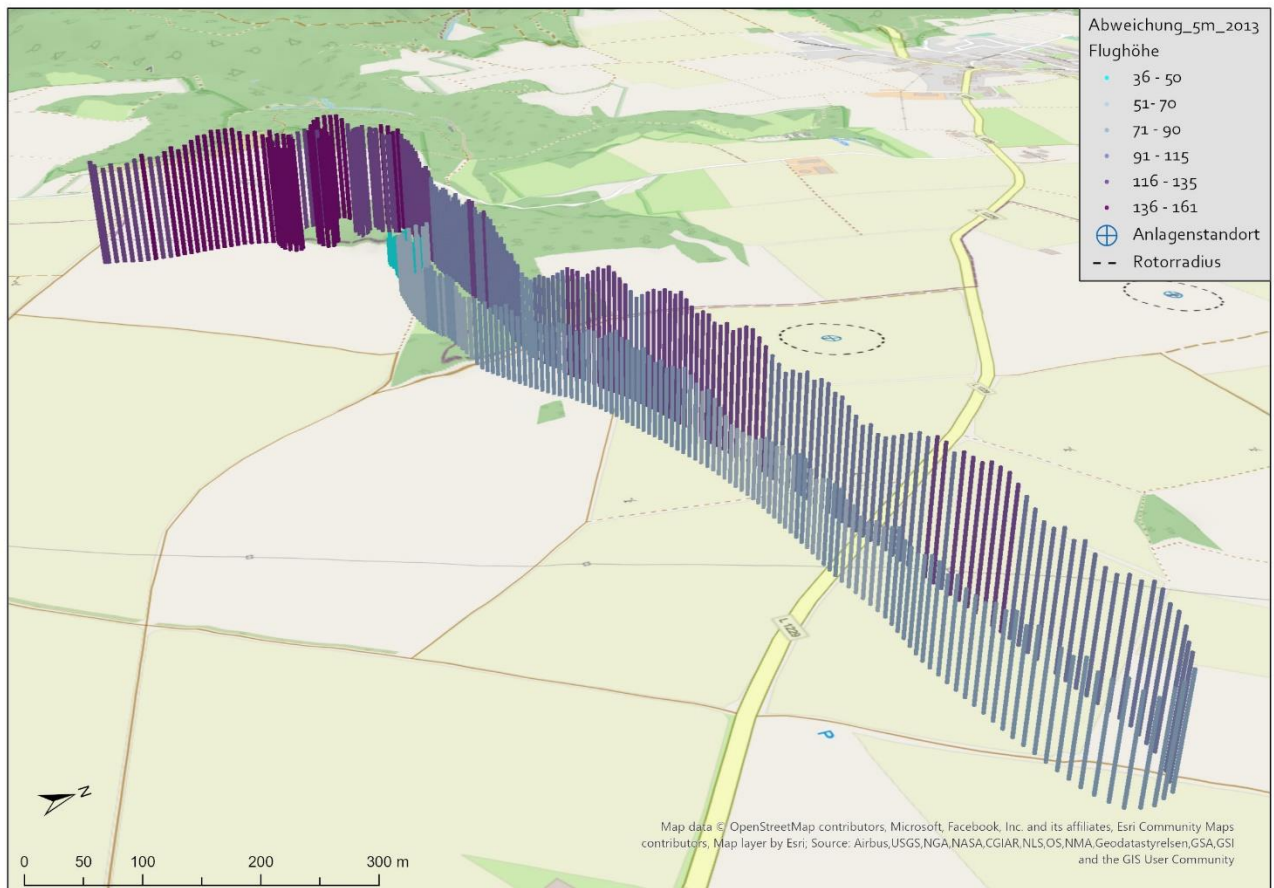 Abweichung_5m_2013
Flughöhe
36 - 50
51- 70
71 - 90
91 - 115
116 - 135
136 - 161
Anlagenstandort
Rotorradius
L 1229
P
N
0 100 200 300 m
Map data © OpenStreetMap contributors, Microsoft, Facebook, Inc. and its affiliates, Esri Community Maps
contributors, Map layer by Esri; Source: Airbus,USGS,NGA,NASA,CGIAR,NLS,OS,NMA,Geodatastyrelsen,GSA,GSI
and the GIS User Community